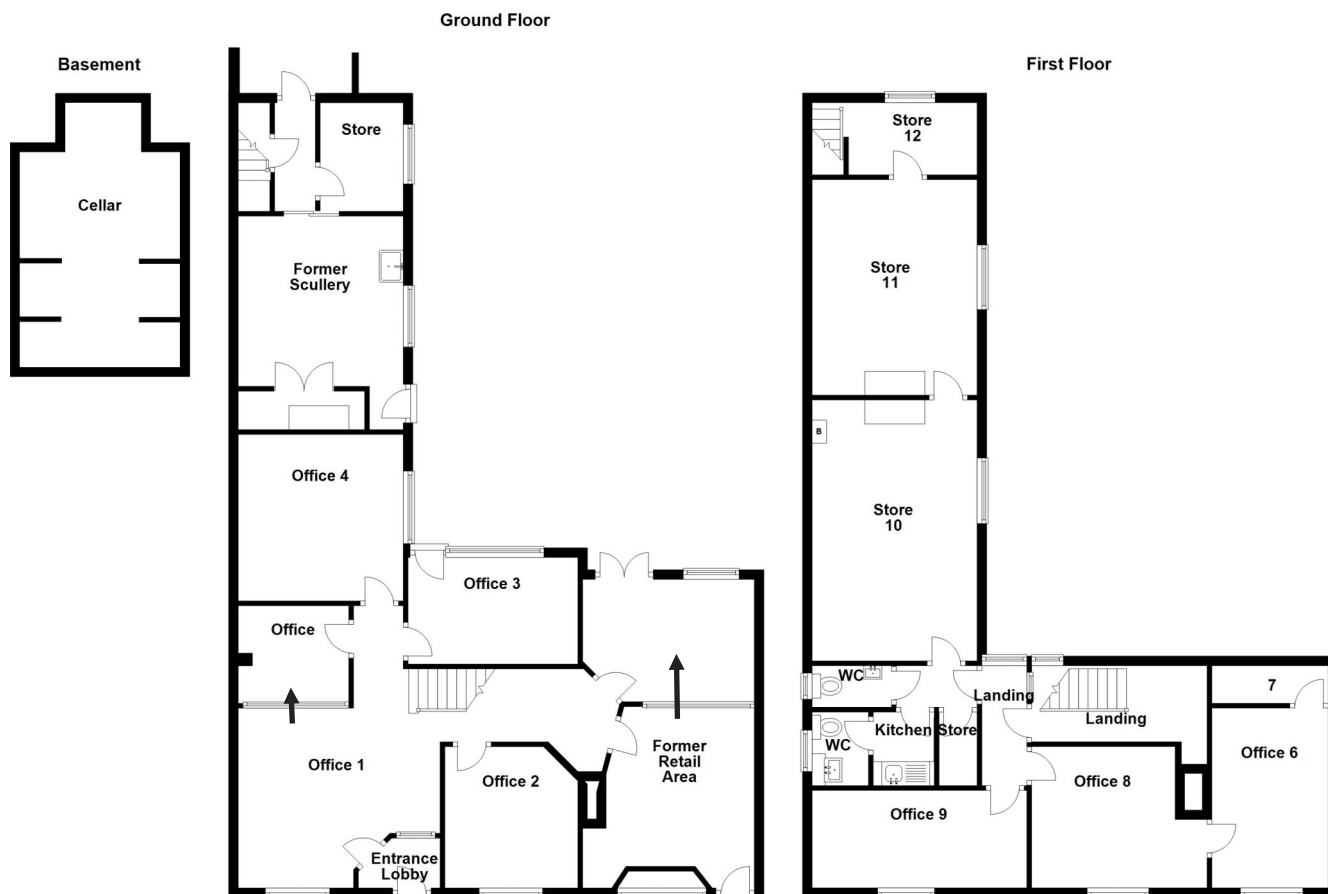 Ground Floor
Basement
First Floor
Cellar
Store
Former
Scullery
Office 4
Office 3
Office
Office 1
Office 2
Former
Retail
Area
Entrance
Lobby
Store
12
Store
11
B
Store
10
WC
Landing
7
Landing
Kitchen
Store
WC
Office 6
Office 8
Office 9